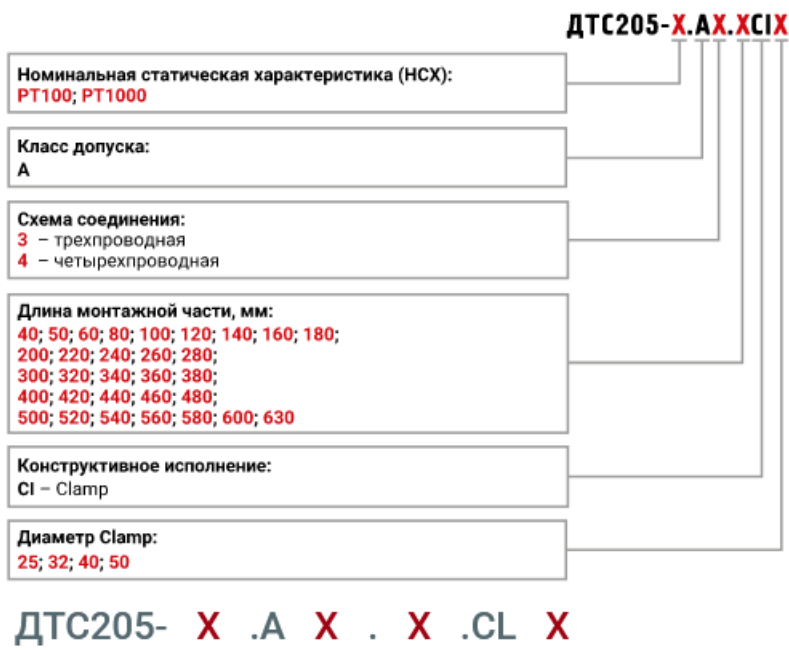 ДТС205-X.AX.XCIX
Номинальная статическая характеристика (НСХ):
PT100; PT1000
Класс допуска:
A
Схема соединения:
3 – трехпроводная
4 – четырехпроводная
Длина монтажной части, мм:
40; 50; 60; 80; 100; 120; 140; 160; 180;
200; 220; 240; 260; 280;
300; 320; 340; 360; 380;
400; 420; 440; 460; 480;
500; 520; 540; 560; 580; 600; 630
Конструктивное исполнение:
CI – Clamp
Диаметр Clamp:
25; 32; 40; 50
ДТС205- X .A X . X .CL X